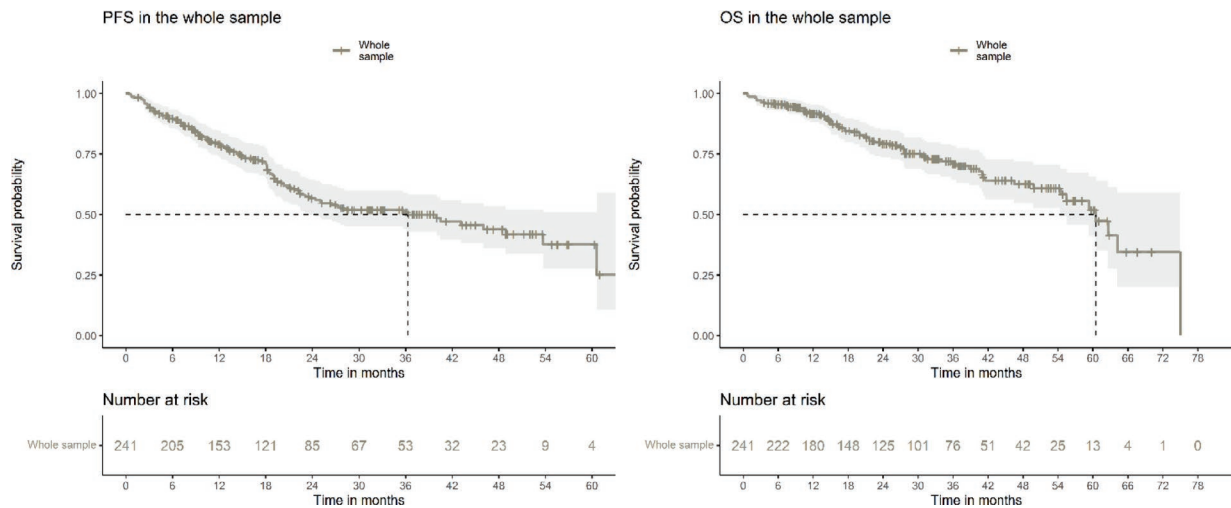 PFS in the whole sample
Whole
sample
1.00
0.75
0.50
0.25
0.00
Survival probability
0 6 12 18 24 30 36 42 48 54 60
Time in months
Number at risk
Whole sample 241 205 153 121 85 67 53 32 23 9 4
0 6 12 18 24 30 36 42 48 54 60
Time in months
OS in the whole sample
Whole
sample
1.00
0.75
0.50
0.25
0.00
Survival probability
0 6 12 18 24 30 36 42 48 54 60 66 72 78
Time in months
Number at risk
Whole sample 241 222 180 148 125 101 76 51 42 25 13 4 1 0
0 6 12 18 24 30 36 42 48 54 60 66 72 78
Time in months